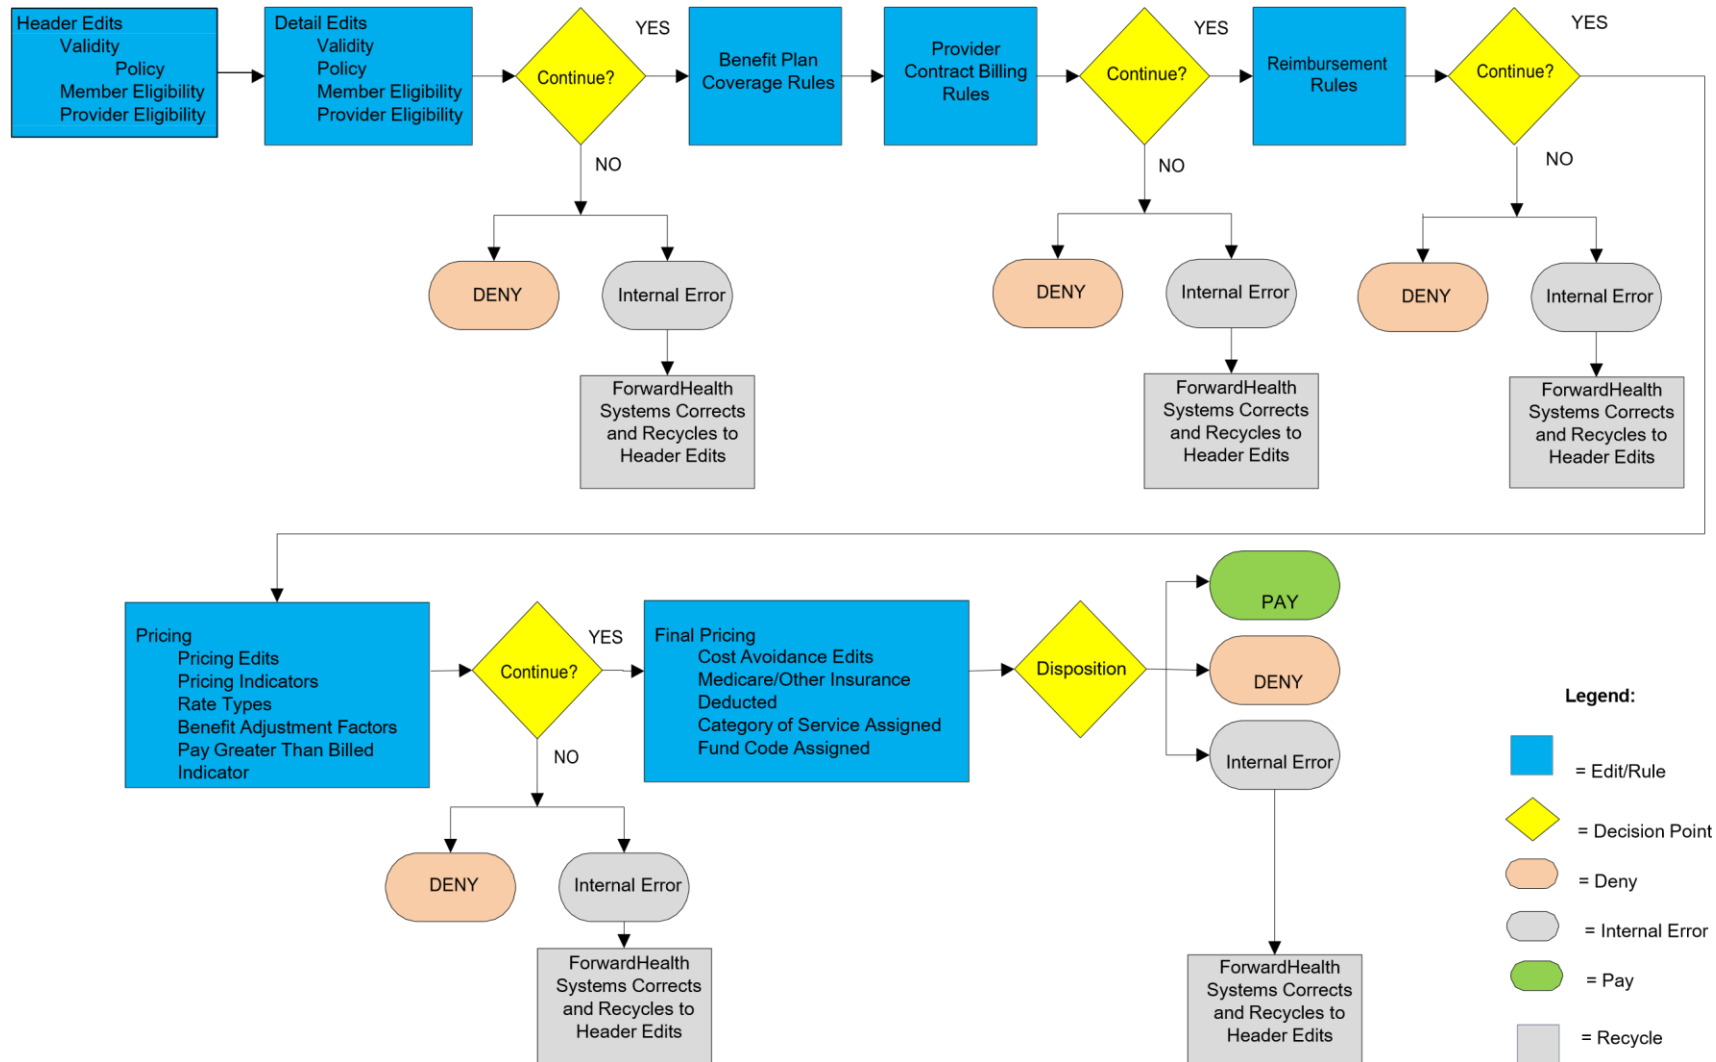 Header Edits
Validity
Policy
Member Eligibility
Provider Eligibility
Detail Edits
Validity
Policy
Member Eligibility
Provider Eligibility
Continue?
YES
NO
DENY
Internal Error
ForwardHealth
Systems Corrects
and Recycles to
Header Edits
Benefit Plan
Coverage Rules
Provider
Contract Billing
Rules
Continue?
YES
NO
DENY
Internal Error
ForwardHealth
Systems Corrects
and Recycles to
Header Edits
Reimbursement
Rules
Continue?
YES
NO
DENY
Internal Error
ForwardHealth
Systems Corrects
and Recycles to
Header Edits
Pricing
Pricing Edits
Pricing Indicators
Rate Types
Benefit Adjustment Factors
Pay Greater Than Billed
Indicator
Continue?
YES
NO
DENY
Internal Error
ForwardHealth
Systems Corrects
and Recycles to
Header Edits
Final Pricing
Cost Avoidance Edits
Medicare/Other Insurance
Deducted
Category of Service Assigned
Fund Code Assigned
Disposition
PAY
DENY
Internal Error
ForwardHealth
Systems Corrects
and Recycles to
Header Edits
Legend:
= Edit/Rule
= Decision Point
= Deny
= Internal Error
= Pay
= Recycle